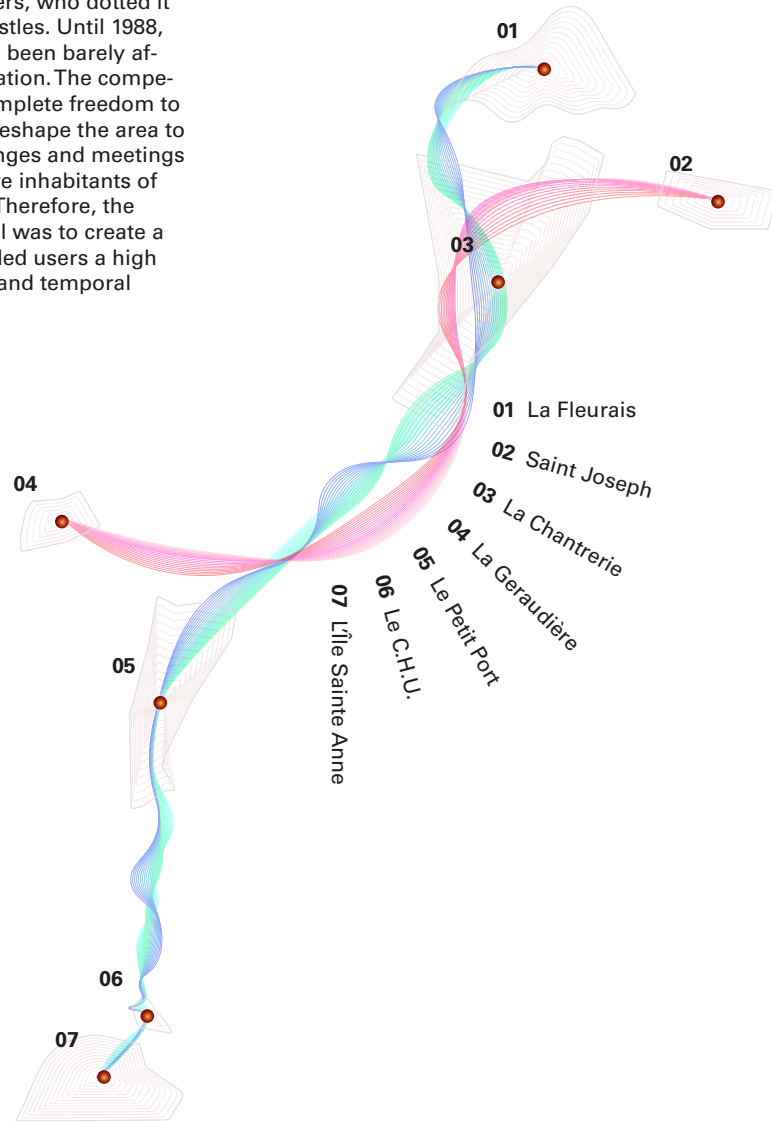 ers, who dotted it
stles. Until 1988,
been barely af-
ation. The compe-
mplete freedom to
eshape the area to
nges and meetings
e inhabitants of
Therefore, the
l was to create a
led users a high
and temporal
01
02
03
04
05
06
07
01 La Fleurais
02 Saint Joseph
03 La Chantrerie
04 La Geraudière
05 Le Petit Port
06 Le C.H.U.
07 L’Île Sainte Anne